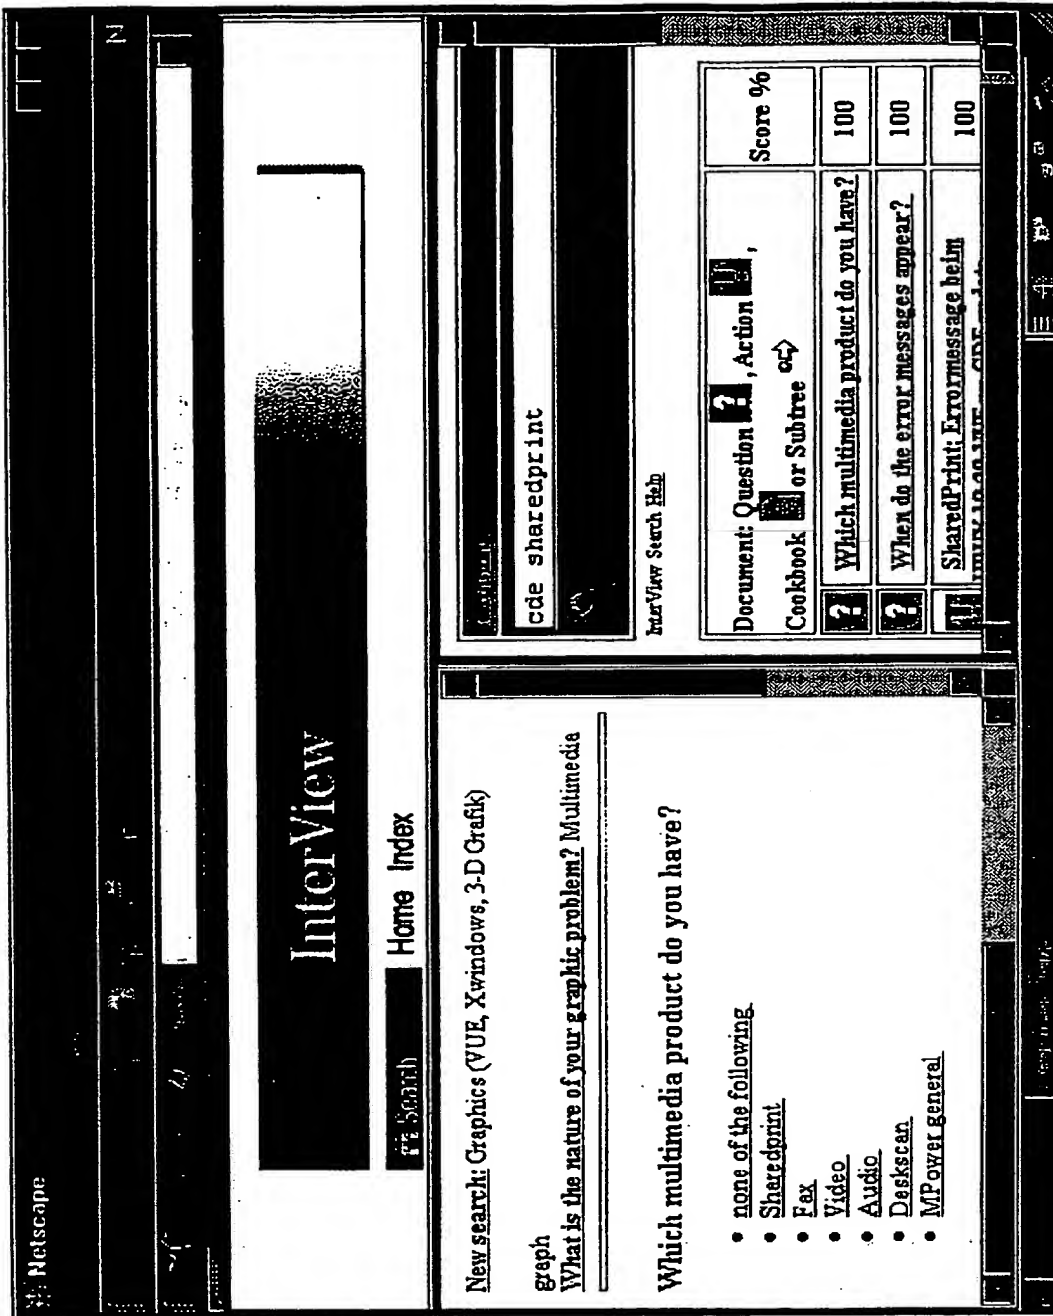 Netscape
InterView
Search Home Index
New search: Graphics (VUE, Xwindows, 3-D Grafik)
graph
What is the nature of your graphic problem? Multimedia
Which multimedia product do you have?
• none of the following
• Sharedprint
• Fax
• Video
• Audio
• Deskscan
• MPower general
cde sharedprint
InterView Search Help
Document: Question ?, Action ,
Cookbook or Subtree
Score %
? Which multimedia product do you have? 100
? When do the error messages appear? 100
SharedPrint: Errormessage beim 100